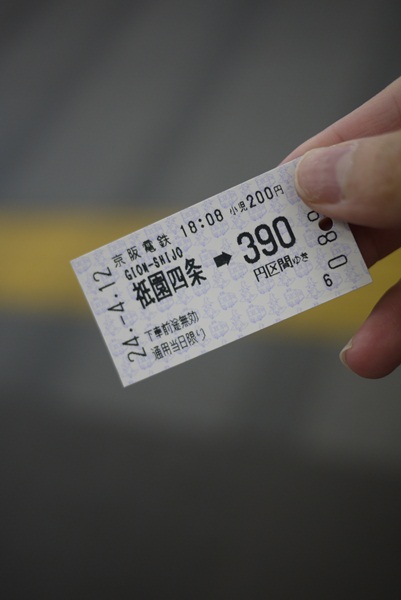 24.-4.12
京阪電鉄 18:08 小児200円
GION-SHIJO
祇園四条 ➡ 390
円区間ゆき
下車前途無効
通用当日限り
80
6